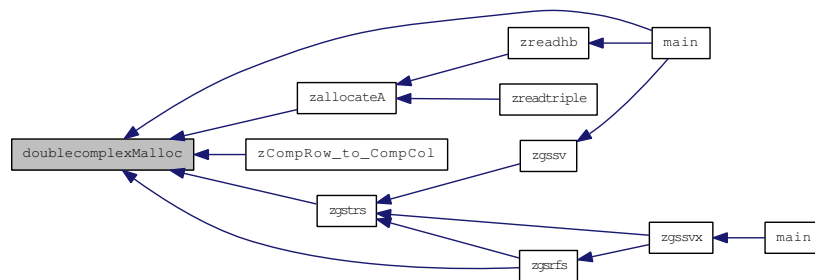 zreadhb
main
zallocateA
zreadtriple
doublecomplexMalloc
zCompRow_to_CompCol
zgssv
zgstrs
zgssvx
main
zgsrfs